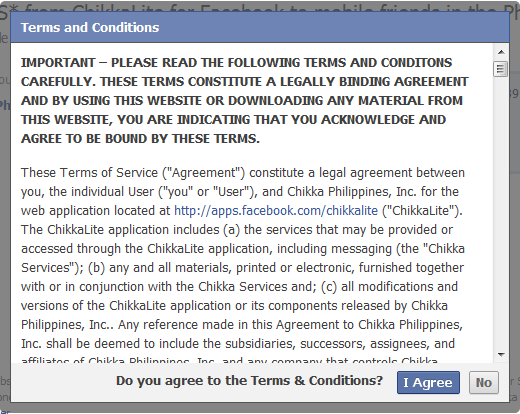 S* from ChikkaLite for Facebook to mobile friends in the Ph
Terms and Conditions
IMPORTANT – PLEASE READ THE FOLLOWING TERMS AND CONDITONS
CAREFULLY. THESE TERMS CONSTITUTE A LEGALLY BINDING AGREEMENT
AND BY USING THIS WEBSITE OR DOWNLOADING ANY MATERIAL FROM
THIS WEBSITE, YOU ARE INDICATING THAT YOU ACKNOWLEDGE AND
AGREE TO BE BOUND BY THESE TERMS.
These Terms of Service ("Agreement") constitute a legal agreement between
you, the individual User ("you" or "User"), and Chikka Philippines, Inc. for the
web application located at http://apps.facebook.com/chikkalite ("ChikkaLite").
The ChikkaLite application includes (a) the services that may be provided or
accessed through the ChikkaLite application, including messaging (the "Chikka
Services"); (b) any and all materials, printed or electronic, furnished together
with or in conjunction with the Chikka Services and; (c) all modifications and
versions of the ChikkaLite application or its components released by Chikka
Philippines, Inc.. Any reference made in this Agreement to Chikka Philippines,
Inc. shall be deemed to include the subsidiaries, successors, assignees, and
affiliates of Chikka Philippines, Inc. and any company that controls Chikka
Do you agree to the Terms & Conditions? I Agree No